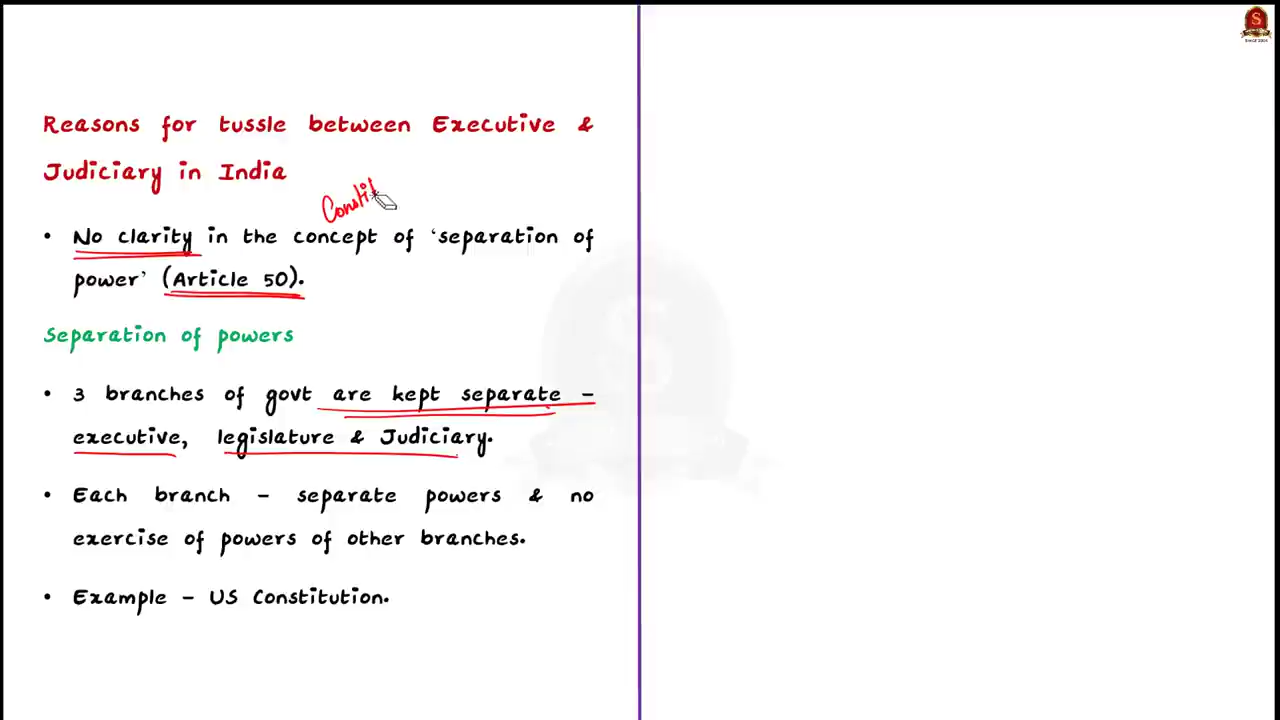 Reasons for tussle between Executive &
Judiciary in India
Consti
• No clarity in the concept of 'separation of
power' (Article 50).
Separation of powers
• 3 branches of govt are kept separate –
executive, legislature & Judiciary.
• Each branch – separate powers & no
exercise of powers of other branches.
• Example – US Constitution.
S